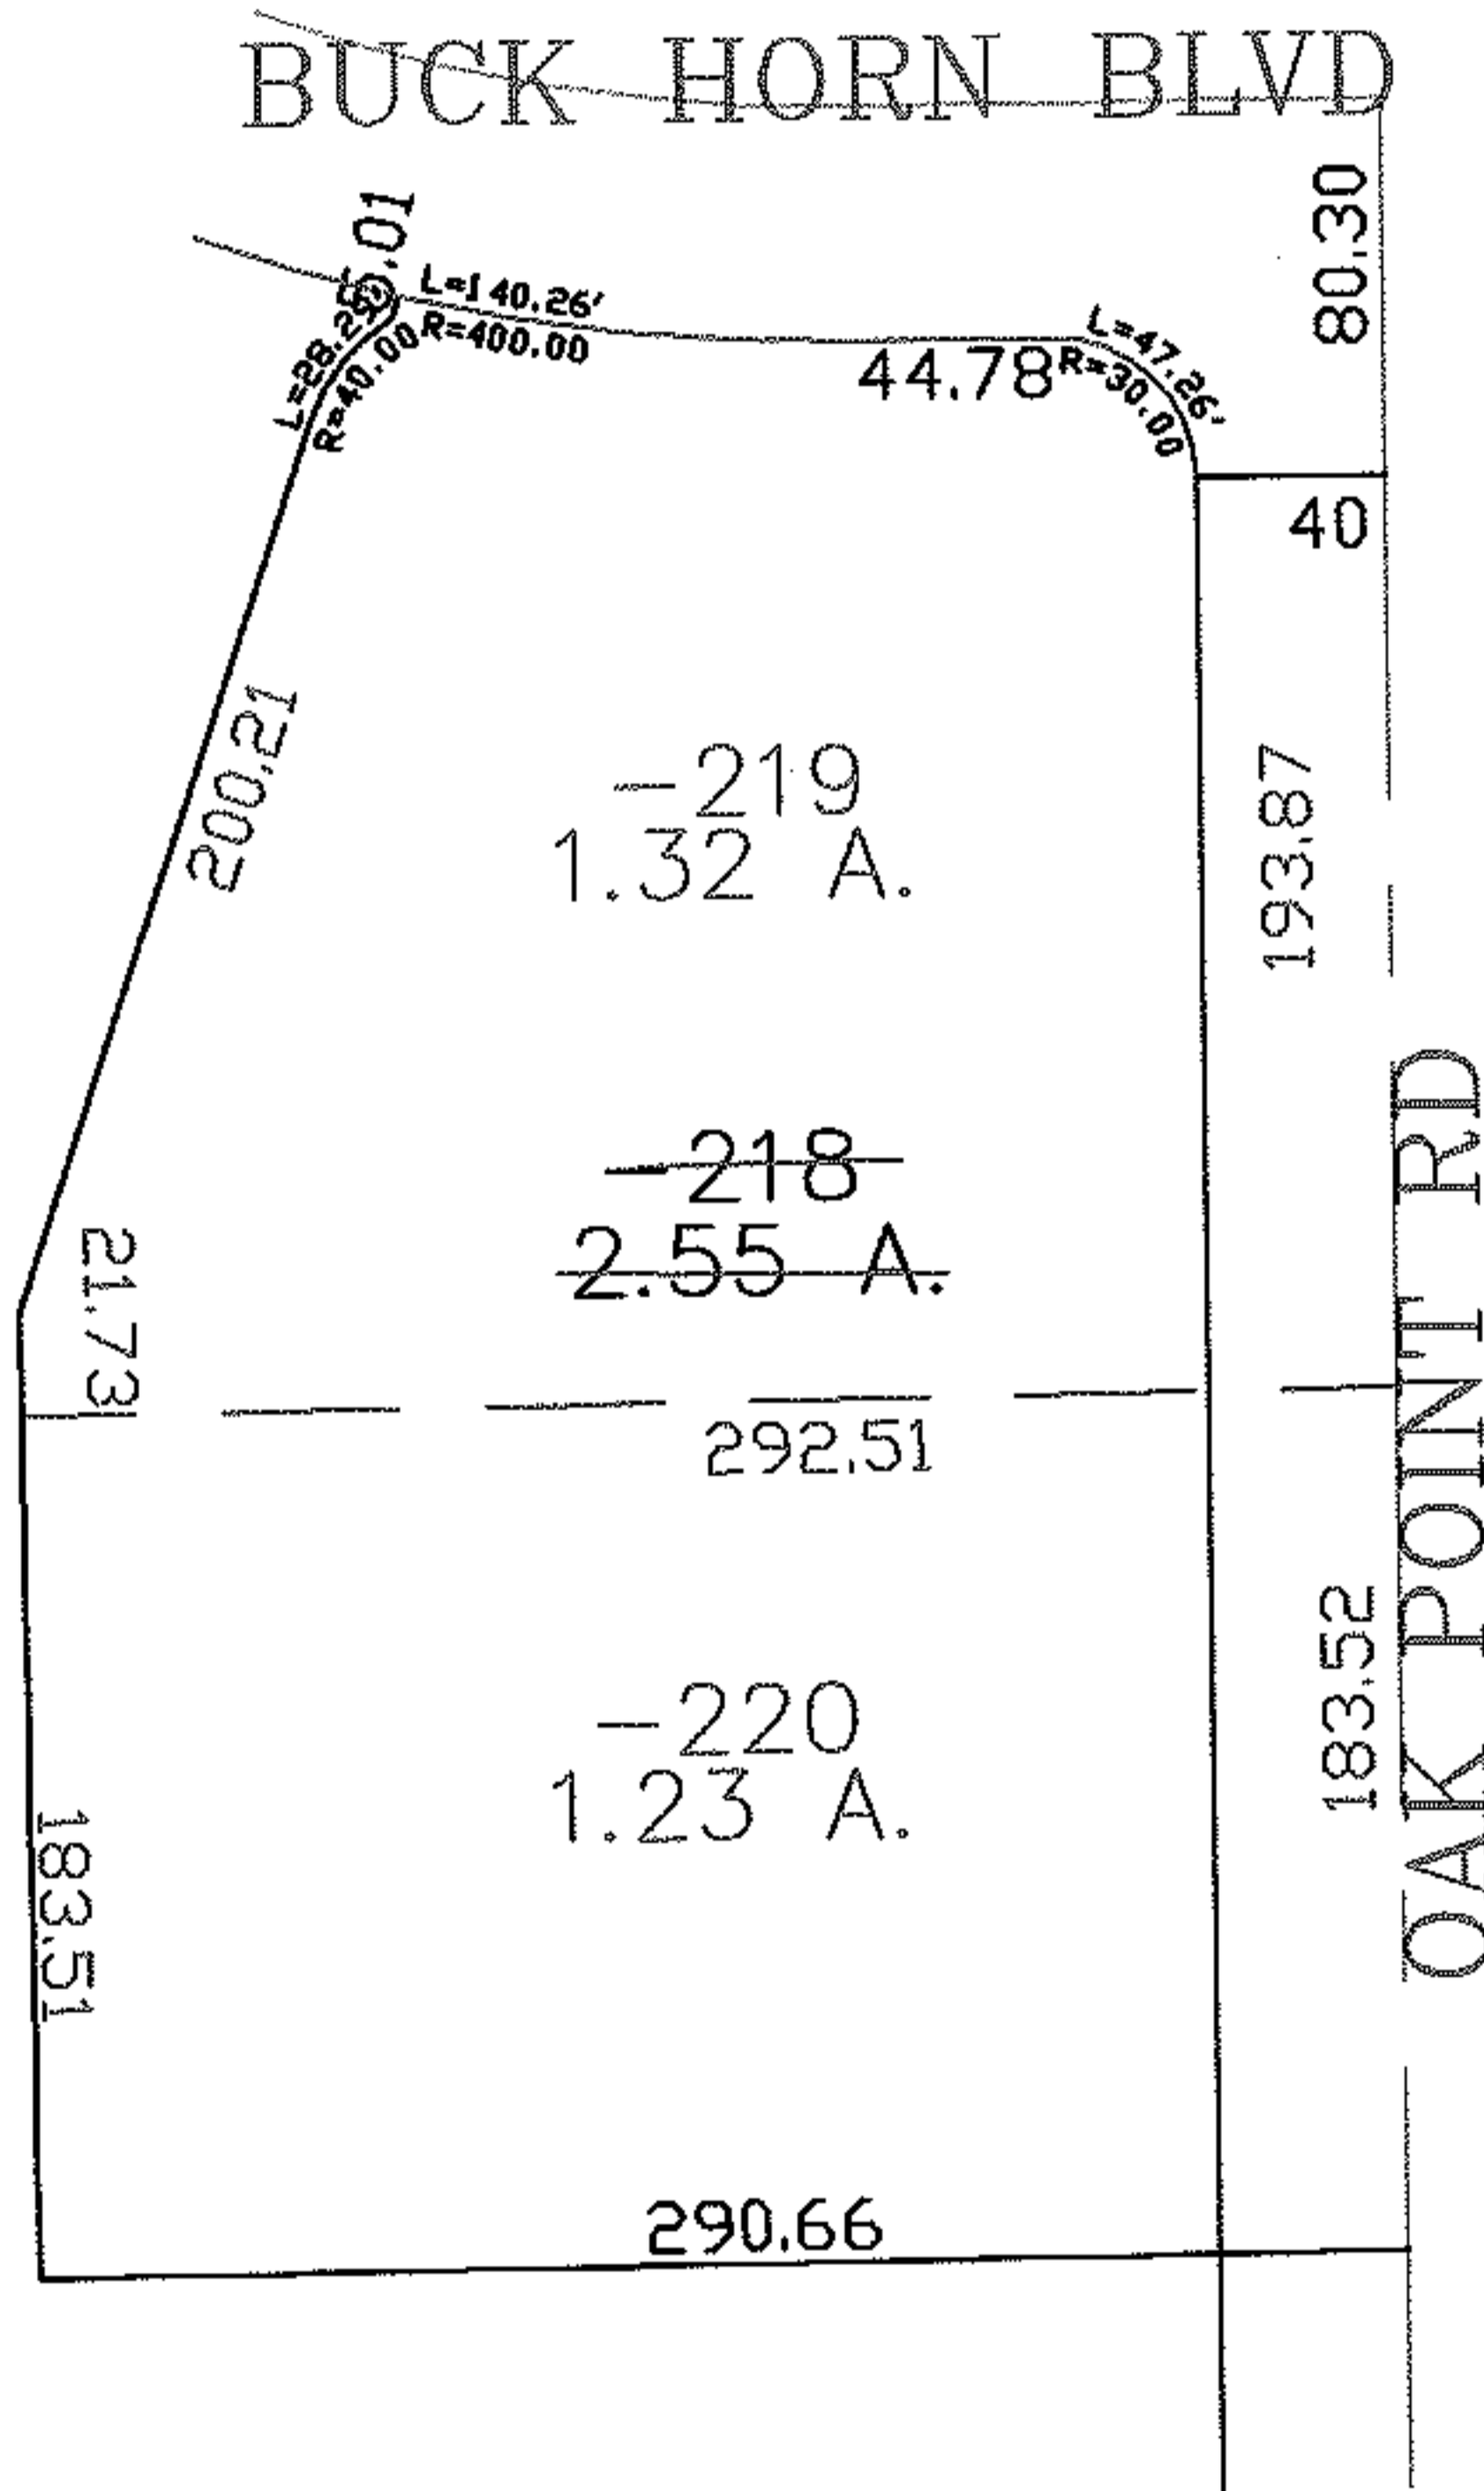 BUCK HORN BLVD
80.30
L=28.29'
R=40.00
L=140.26'
R=400.00
44.78
L=47.26'
R=30.00
40
200.21
193.87
-219
1.32 A.
-218
2.55 A.
21.73
292.51
OAK POINT RD
-220
1.23 A.
183.52
183.51
290.66